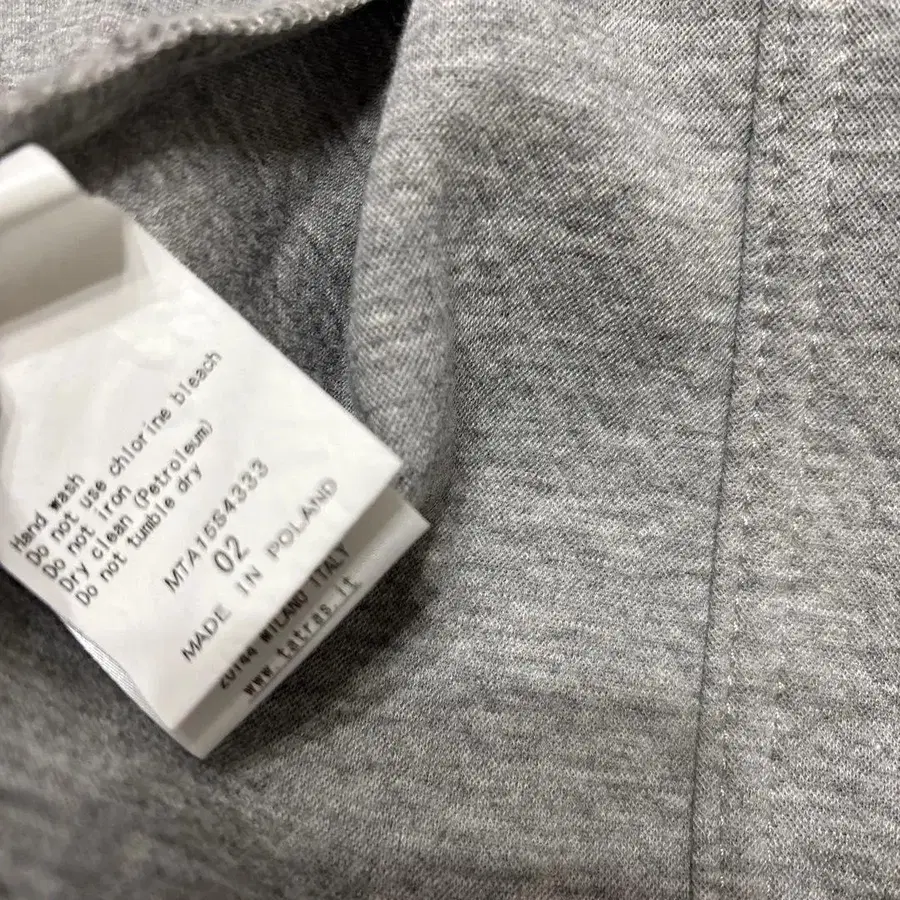 Hand wash
Do not use chlorine bleach
Do not iron
Dry clean (Petroleum)
Do not tumble dry
MTA15S4333
02
MADE IN POLAND
20144 MILANO ITALY
www.tatras.it